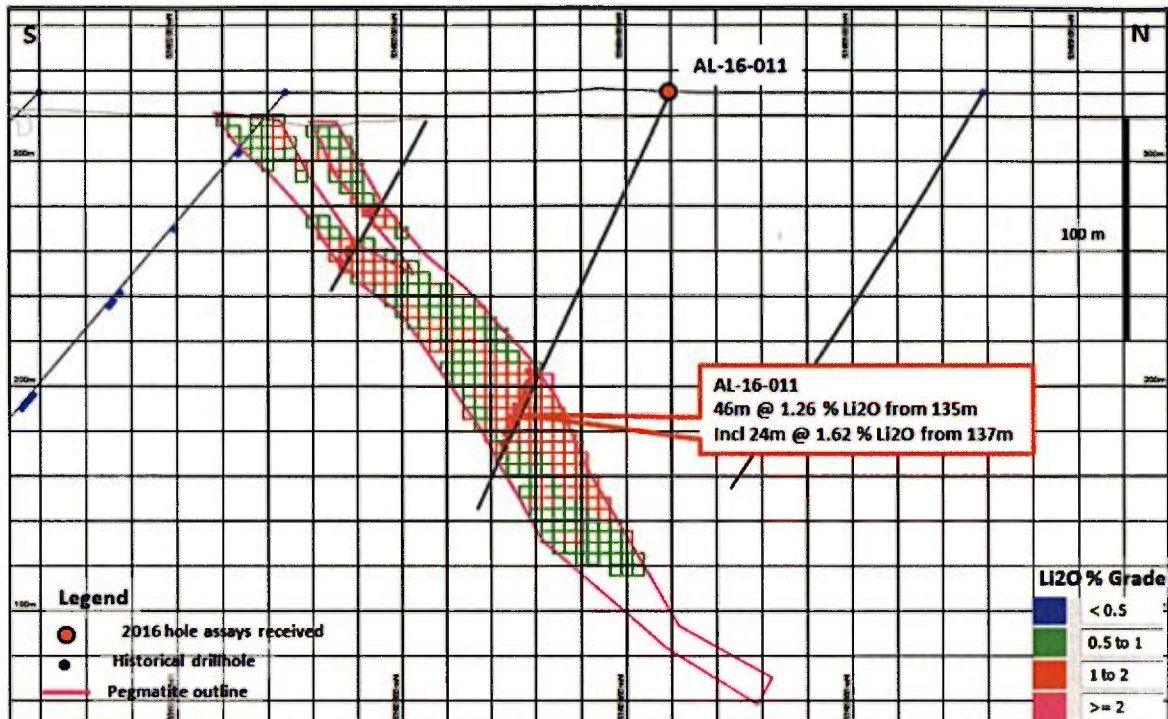 S
N
AL-16-011
300m
300m
100 m
200m
200m
AL-16-011
46m @ 1.26 % Li2O from 135m
Incl 24m @ 1.62 % Li2O from 137m
100m
Legend
2016 hole assays received
Historical drillhole
Pegmatite outline
Li2O % Grade
< 0.5
0.5 to 1
1 to 2
>= 2